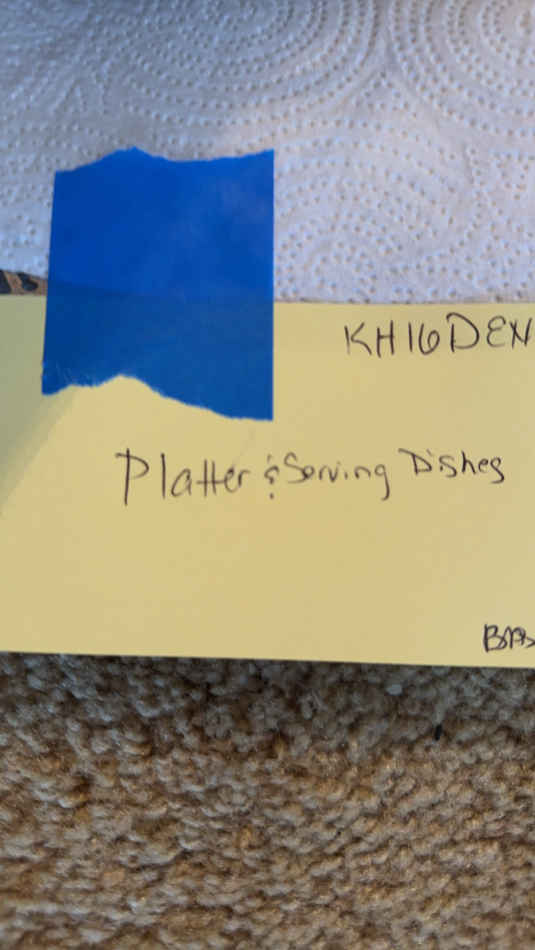 KH16DEN
Platter & Serving Dishes